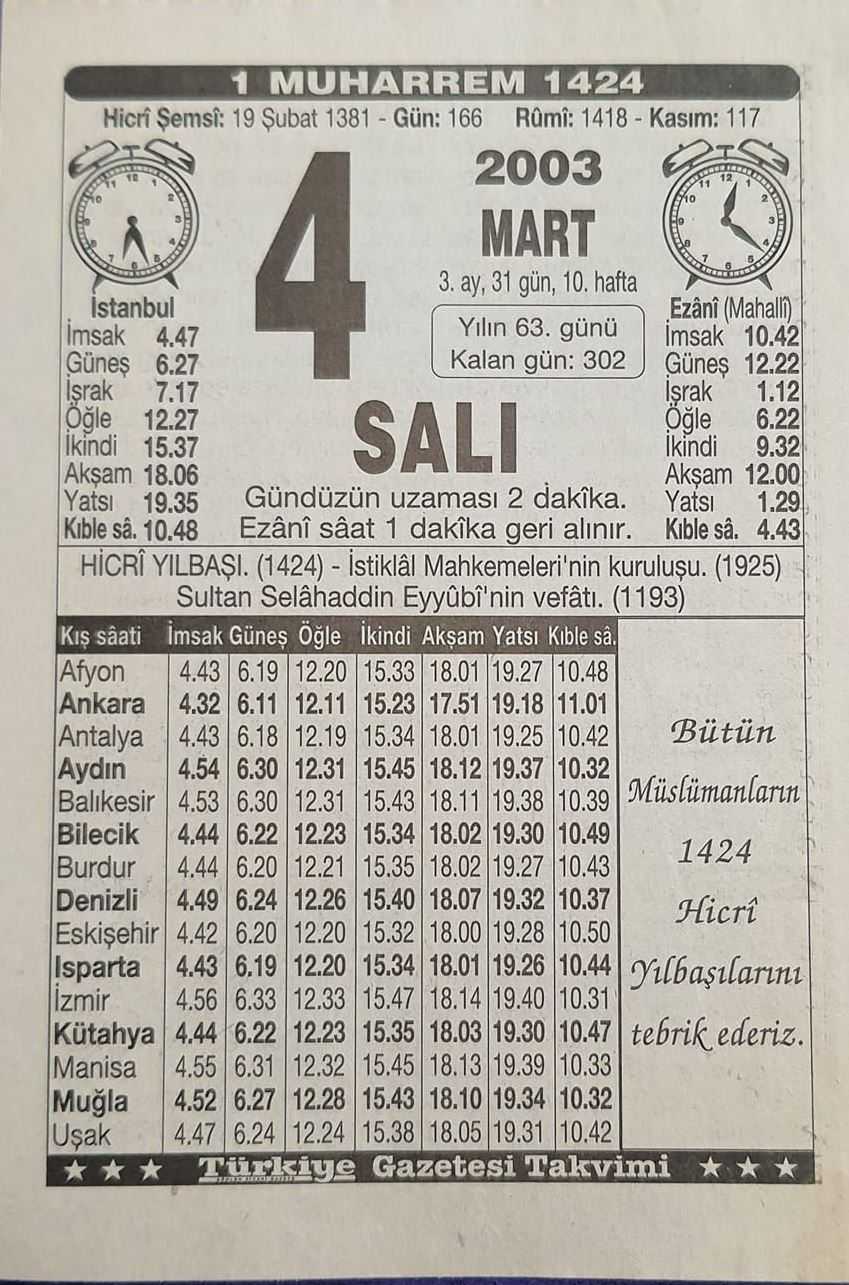 1 MUHARREM 1424
Hicrî Şemsî: 19 Şubat 1381 - Gün: 166 Rûmî: 1418 - Kasım: 117
4
2003
MART
3. ay, 31 gün, 10. hafta
Yılın 63. günü
Kalan gün: 302
SALI
Gündüzün uzaması 2 dakîka.
Ezânî sâat 1 dakîka geri alınır.
İstanbul
İmsak 4.47
Güneş 6.27
İşrak 7.17
Öğle 12.27
İkindi 15.37
Akşam 18.06
Yatsı 19.35
Kıble sâ. 10.48
Ezânî (Mahallî)
İmsak 10.42
Güneş 12.22
İşrak 1.12
Öğle 6.22
İkindi 9.32
Akşam 12.00
Yatsı 1.29
Kıble sâ. 4.43
HİCRÎ YILBAŞI. (1424) - İstiklâl Mahkemeleri'nin kuruluşu. (1925)
Sultan Selâhaddin Eyyûbî'nin vefâtı. (1193)
Kış sâati İmsak Güneş Öğle İkindi Akşam Yatsı Kıble sâ.
Afyon 4.43 6.19 12.20 15.33 18.01 19.27 10.48
Ankara 4.32 6.11 12.11 15.23 17.51 19.18 11.01
Antalya 4.43 6.18 12.19 15.34 18.01 19.25 10.42
Aydın 4.54 6.30 12.31 15.45 18.12 19.37 10.32
Balıkesir 4.53 6.30 12.31 15.43 18.11 19.38 10.39
Bilecik 4.44 6.22 12.23 15.34 18.02 19.30 10.49
Burdur 4.44 6.20 12.21 15.35 18.02 19.27 10.43
Denizli 4.49 6.24 12.26 15.40 18.07 19.32 10.37
Eskişehir 4.42 6.20 12.20 15.32 18.00 19.28 10.50
Isparta 4.43 6.19 12.20 15.34 18.01 19.26 10.44
İzmir 4.56 6.33 12.33 15.47 18.14 19.40 10.31
Kütahya 4.44 6.22 12.23 15.35 18.03 19.30 10.47
Manisa 4.55 6.31 12.32 15.45 18.13 19.39 10.33
Muğla 4.52 6.27 12.28 15.43 18.10 19.34 10.32
Uşak 4.47 6.24 12.24 15.38 18.05 19.31 10.42
Bütün
Müslümanların
1424
Hicrî
Yılbaşılarını
tebrik ederiz.
Türkiye Gazetesi Takvimi